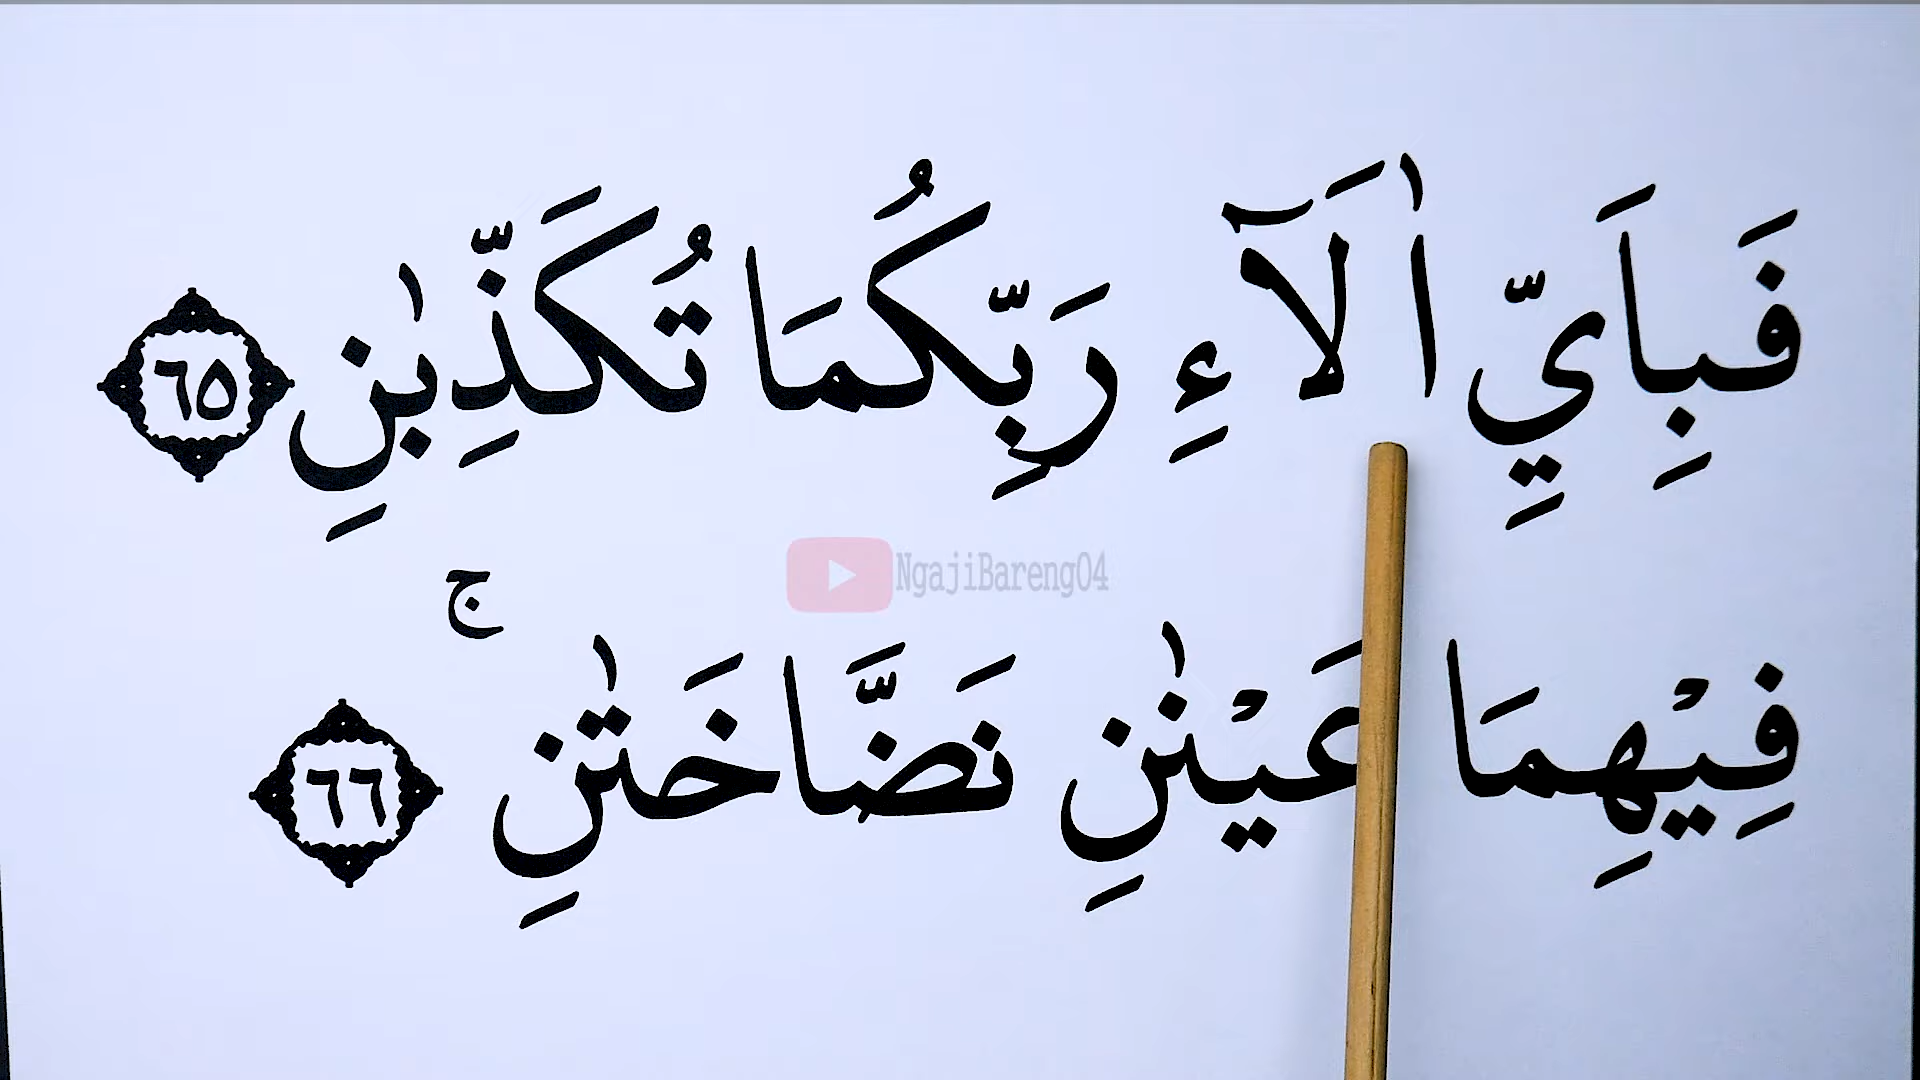 فَبِاَيِّ اٰلَاۤءِ رَبِّكُمَا تُكَذِّبٰنِ ٦٥
NgajiBareng04
فِيْهِمَا عَيْنٰنِ نَضَّاخَتٰنِۚ ٦٦